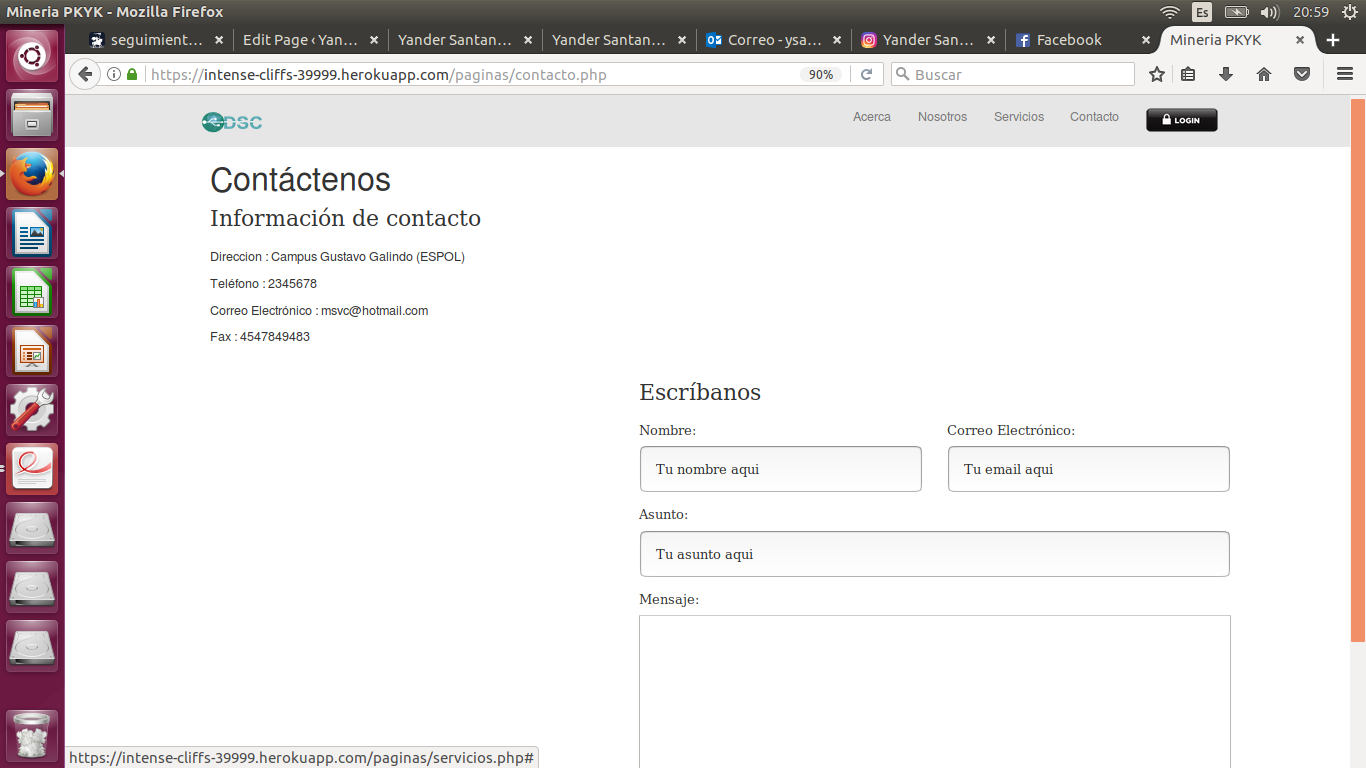 Mineria PKYK - Mozilla Firefox
Es
20:59
seguimient...
Edit Page ‹ Yan...
Yander Santan...
Yander Santan...
Correo - ysa...
Yander San...
Facebook
Mineria PKYK
https://intense-cliffs-39999.herokuapp.com/paginas/contacto.php
90%
Buscar
DSC
Acerca
Nosotros
Servicios
Contacto
LOGIN
Contáctenos
Información de contacto
Direccion : Campus Gustavo Galindo (ESPOL)
Teléfono : 2345678
Correo Electrónico : msvc@hotmail.com
Fax : 4547849483
Escríbanos
Nombre:
Correo Electrónico:
Tu nombre aqui
Tu email aqui
Asunto:
Tu asunto aqui
Mensaje:
https://intense-cliffs-39999.herokuapp.com/paginas/servicios.php#